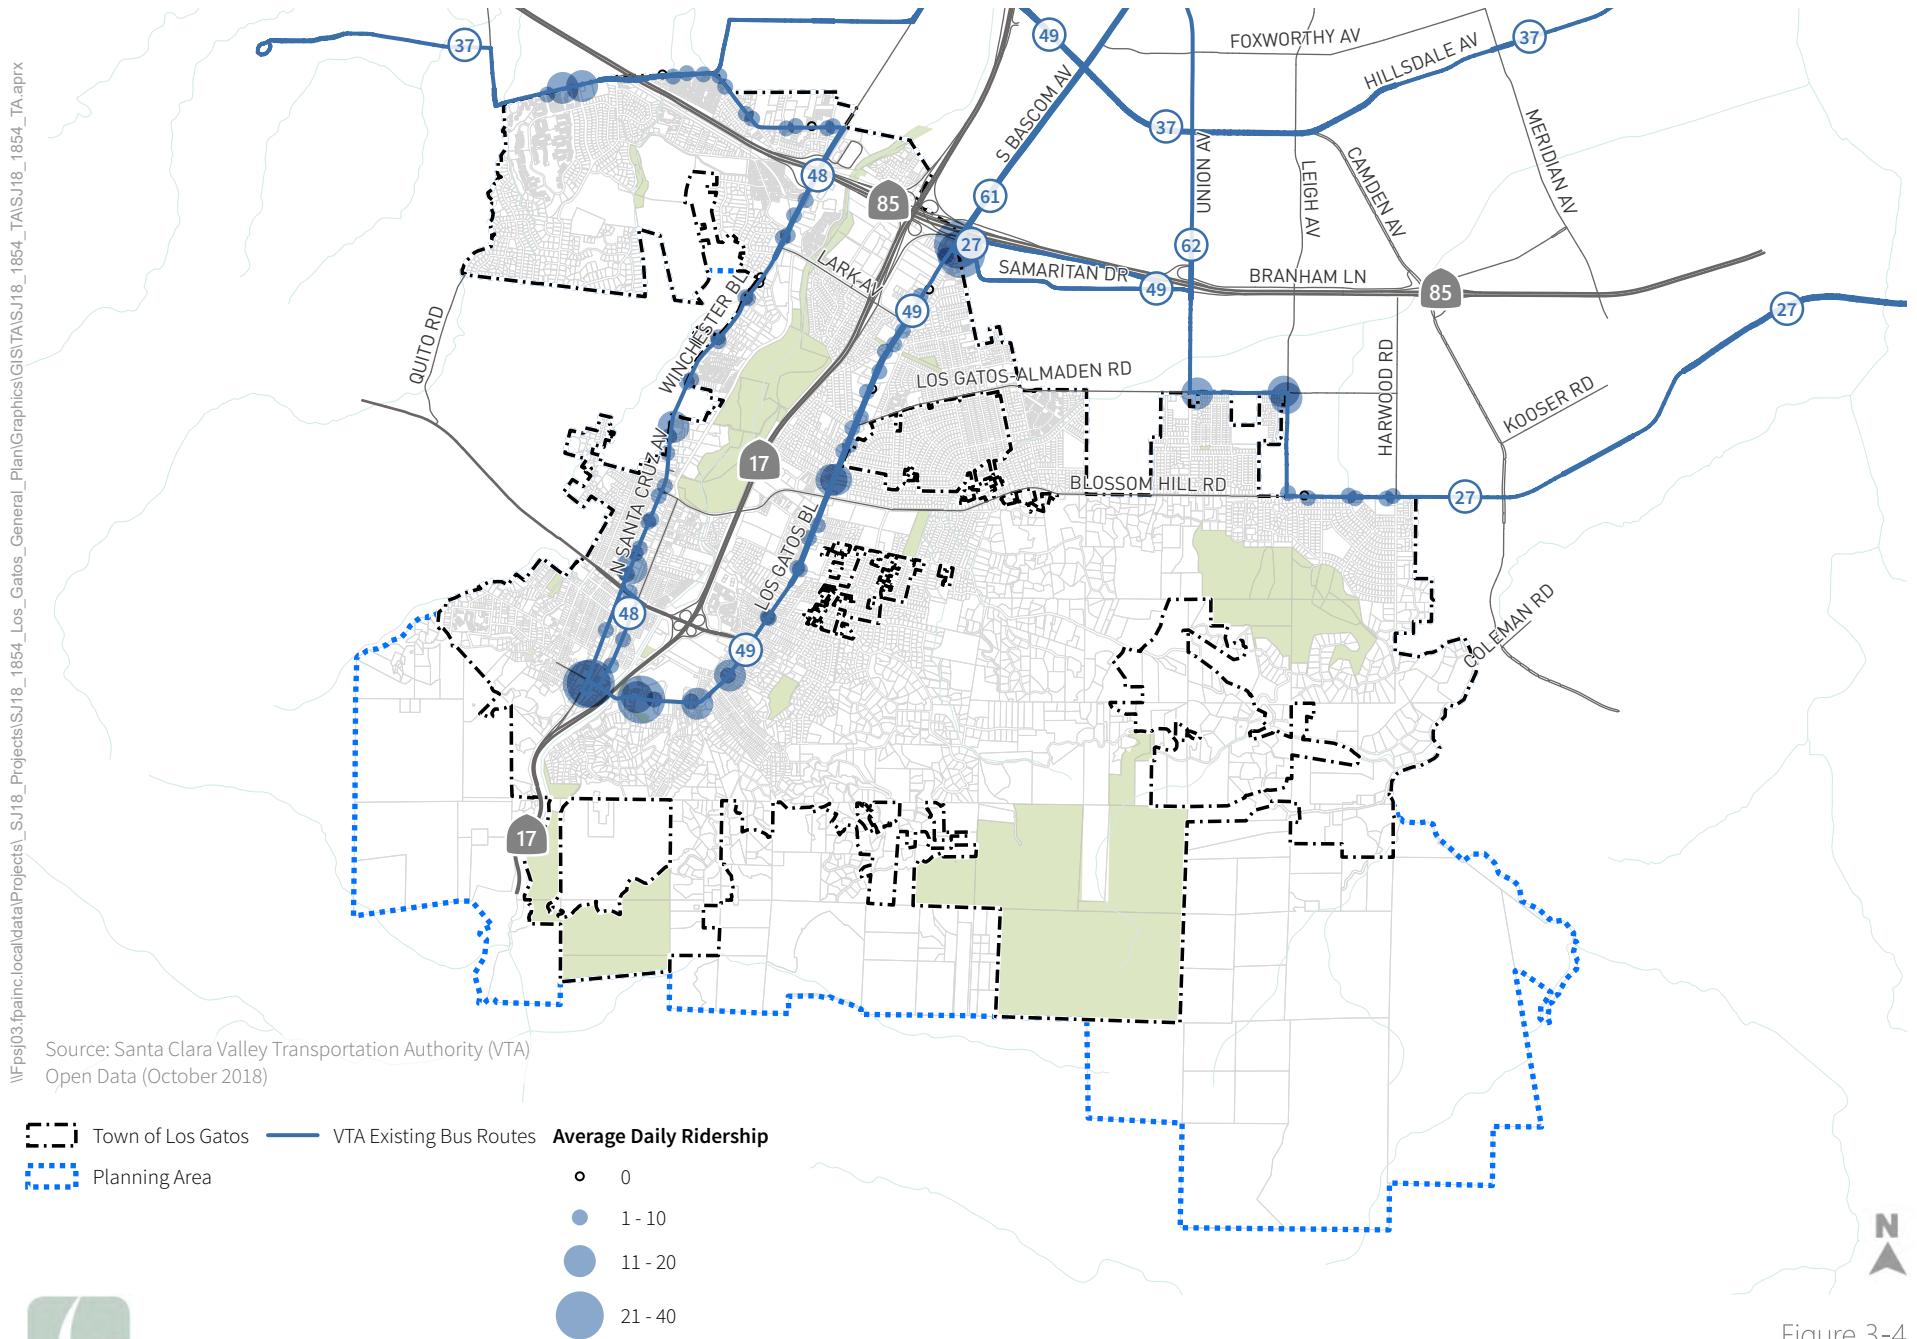 37
49
FOXWORTHY AV
HILLSDALE AV
37
S BASCOM AV
37
UNION AV
MERIDIAN AV
LEIGH AV
CAMDEN AV
48
85
61
27
62
SAMARITAN DR
49
BRANHAM LN
85
LARK AV
49
27
QUITO RD
WINCHESTER BL
LOS GATOS-ALMADEN RD
HARWOOD RD
KOOSER RD
17
N SANTA CRUZ AV
BLOSSOM HILL RD
27
LOS GATOS BL
48
49
COLEMAN RD
17
\\Fpsj03.fpainc.local\data\Projects\_SJ18_Projects\SJ18_1854_Los_Gatos_General_Plan\Graphics\GIS\TA\SJ18_1854_TA\SJ18_1854_TA.aprx
Source: Santa Clara Valley Transportation Authority (VTA)
Open Data (October 2018)
Town of Los Gatos
VTA Existing Bus Routes
Average Daily Ridership
Planning Area
0
1 - 10
11 - 20
21 - 40
N
Figure 3-4